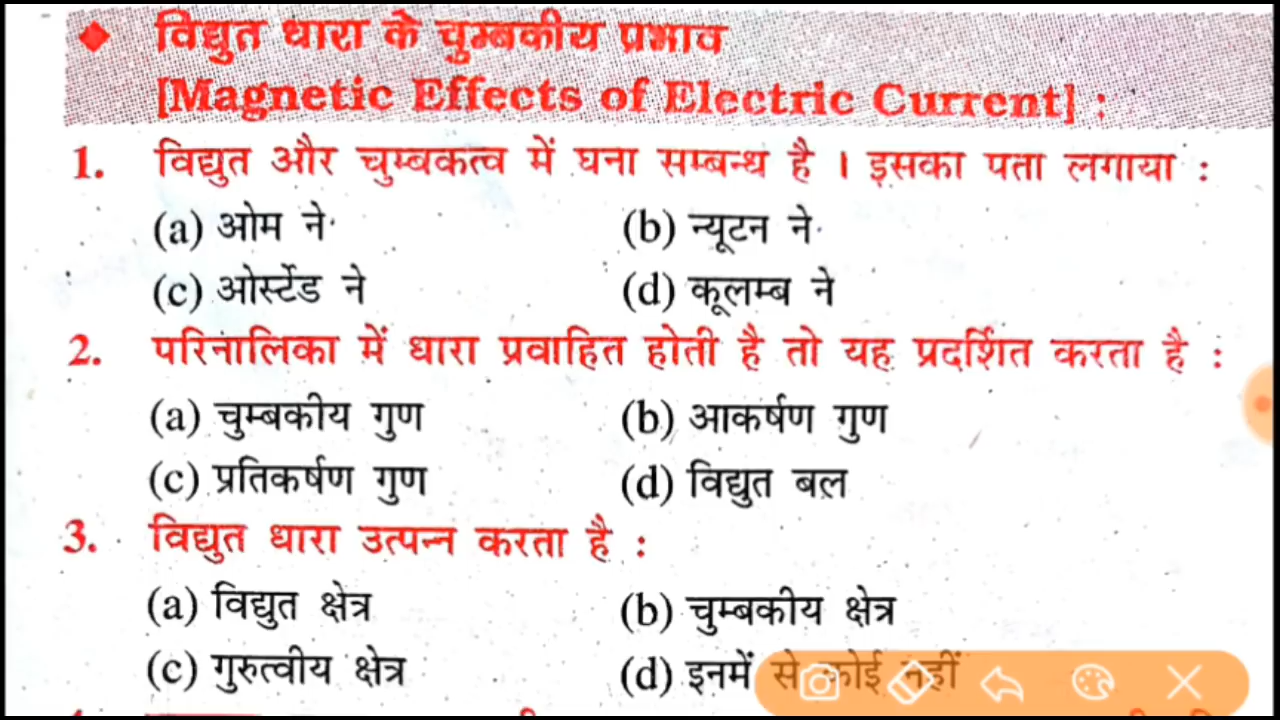 विद्युत धारा के चुम्बकीय प्रभाव
[Magnetic Effects of Electric Current] :
1. विद्युत और चुम्बकत्व में घना सम्बन्ध है । इसका पता लगाया :
(a) ओम ने (b) न्यूटन ने
(c) ओर्स्टेड ने (d) कूलम्ब ने
2. परिनालिका में धारा प्रवाहित होती है तो यह प्रदर्शित करता है :
(a) चुम्बकीय गुण (b) आकर्षण गुण
(c) प्रतिकर्षण गुण (d) विद्युत बल
3. विद्युत धारा उत्पन्न करता है :
(a) विद्युत क्षेत्र (b) चुम्बकीय क्षेत्र
(c) गुरुत्वीय क्षेत्र (d) इनमें से कोई नहीं